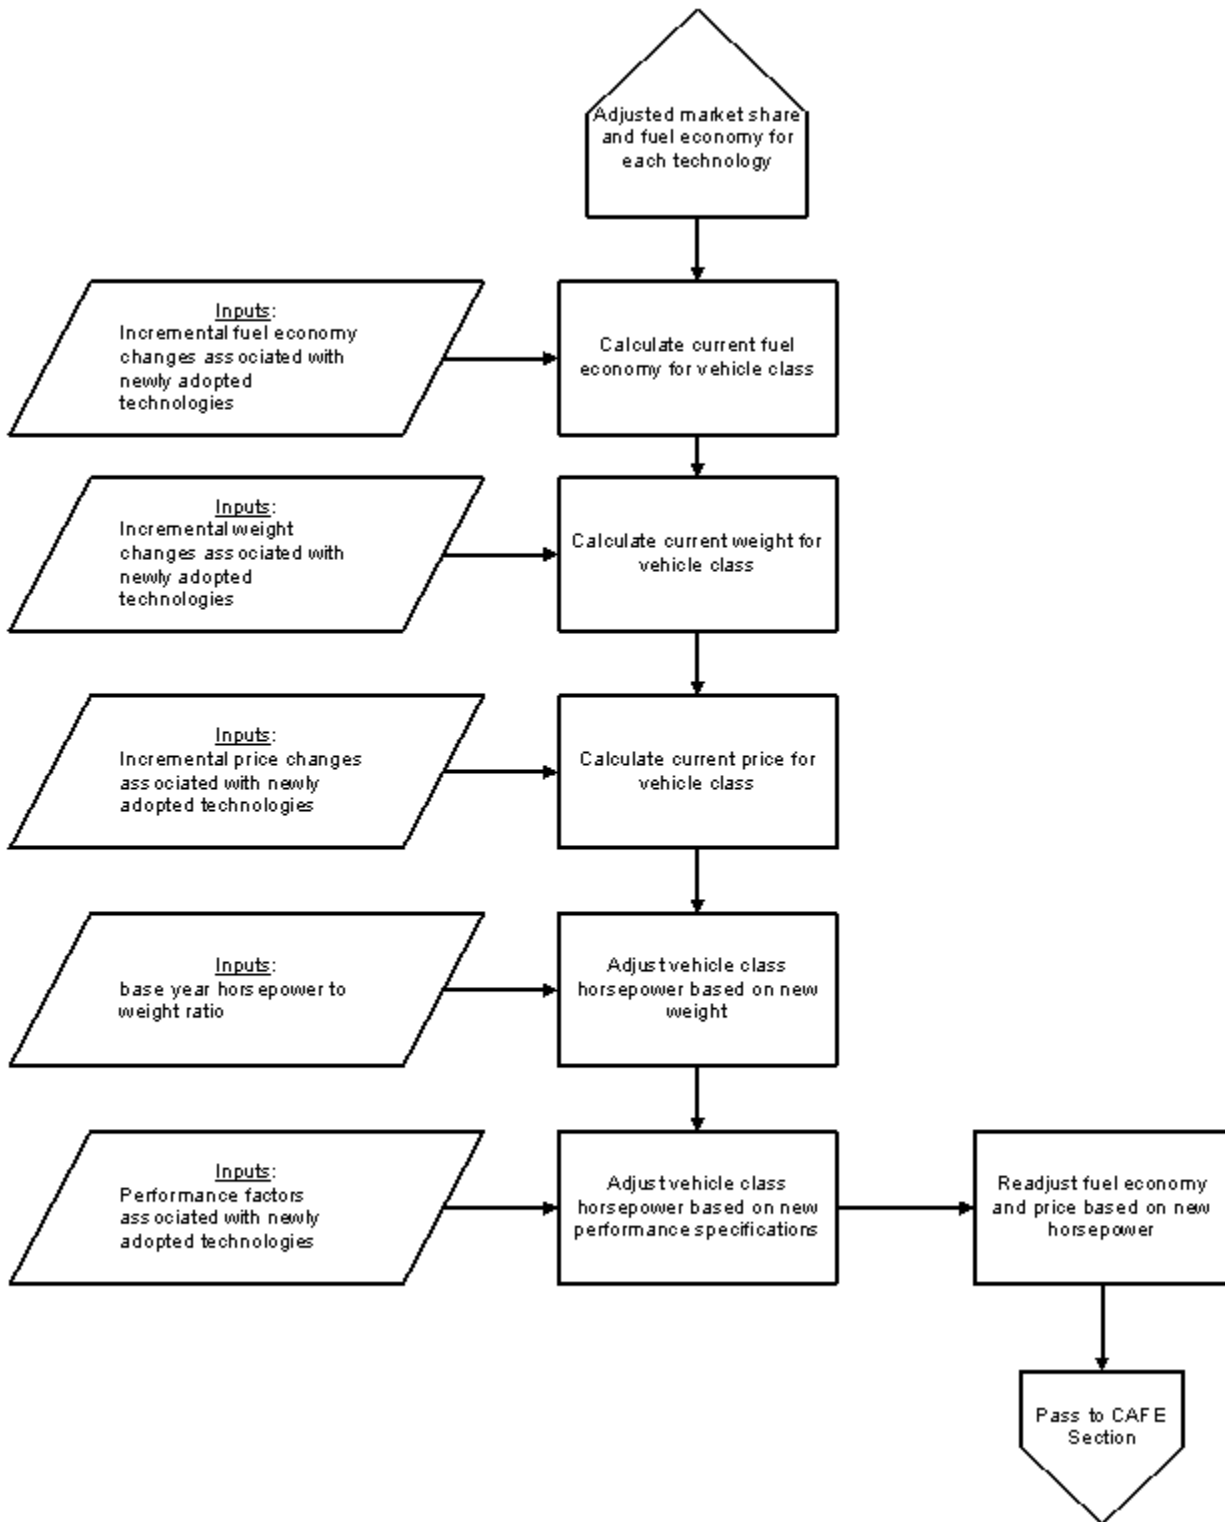 Adjusted market share
and fuel economy for
each technology
Inputs:
Incremental fuel economy
changes associated with
newly adopted
technologies
Calculate current fuel
economy for vehicle class
Inputs:
Incremental weight
changes associated with
newly adopted
technologies
Calculate current weight for
vehicle class
Inputs:
Incremental price changes
associated with newly
adopted technologies
Calculate current price for
vehicle class
Inputs:
base year horsepower to
weight ratio
Adjust vehicle class
horsepower based on new
weight
Inputs:
Performance factors
associated with newly
adopted technologies
Adjust vehicle class
horsepower based on new
performance specifications
Readjust fuel economy
and price based on new
horsepower
Pass to CAFE
Section